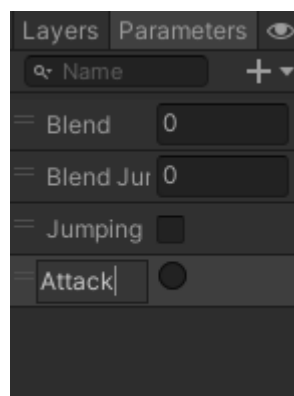 Layers Parameters
Name
Blend 0
Blend Jur 0
Jumping
Attack